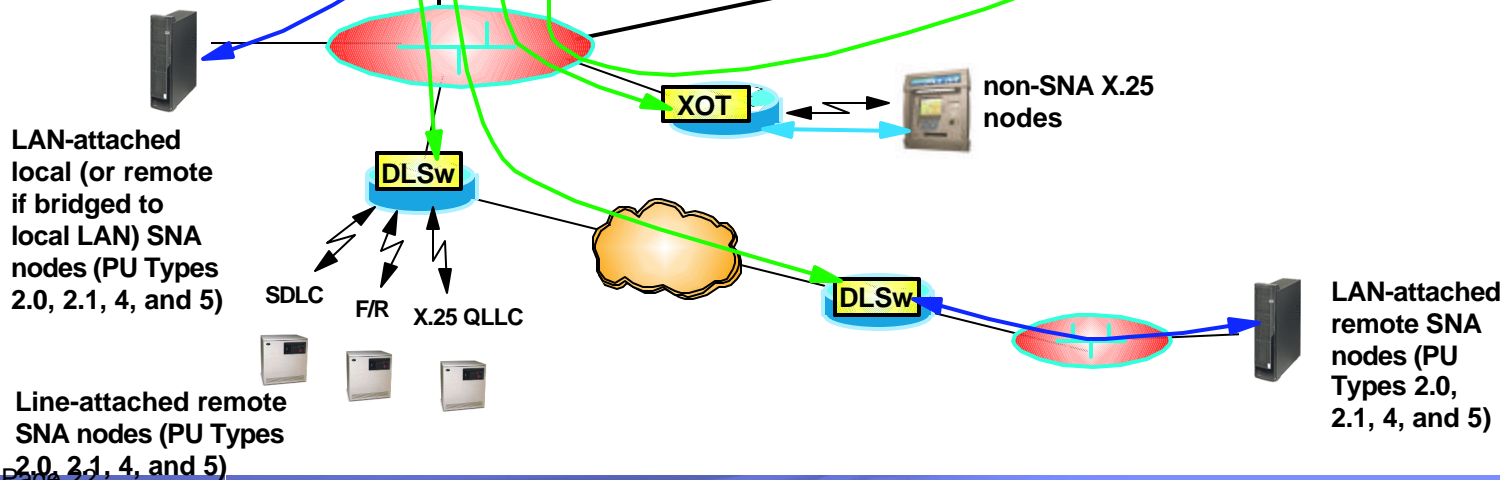 LAN-attached
local (or remote
if bridged to
local LAN) SNA
nodes (PU Types
2.0, 2.1, 4, and 5)
XOT
non-SNA X.25
nodes
DLSw
SDLC
F/R
X.25 QLLC
DLSw
LAN-attached
remote SNA
nodes (PU
Types 2.0,
2.1, 4, and 5)
Line-attached remote
SNA nodes (PU Types
2.0, 2.1, 4, and 5)
Page 22